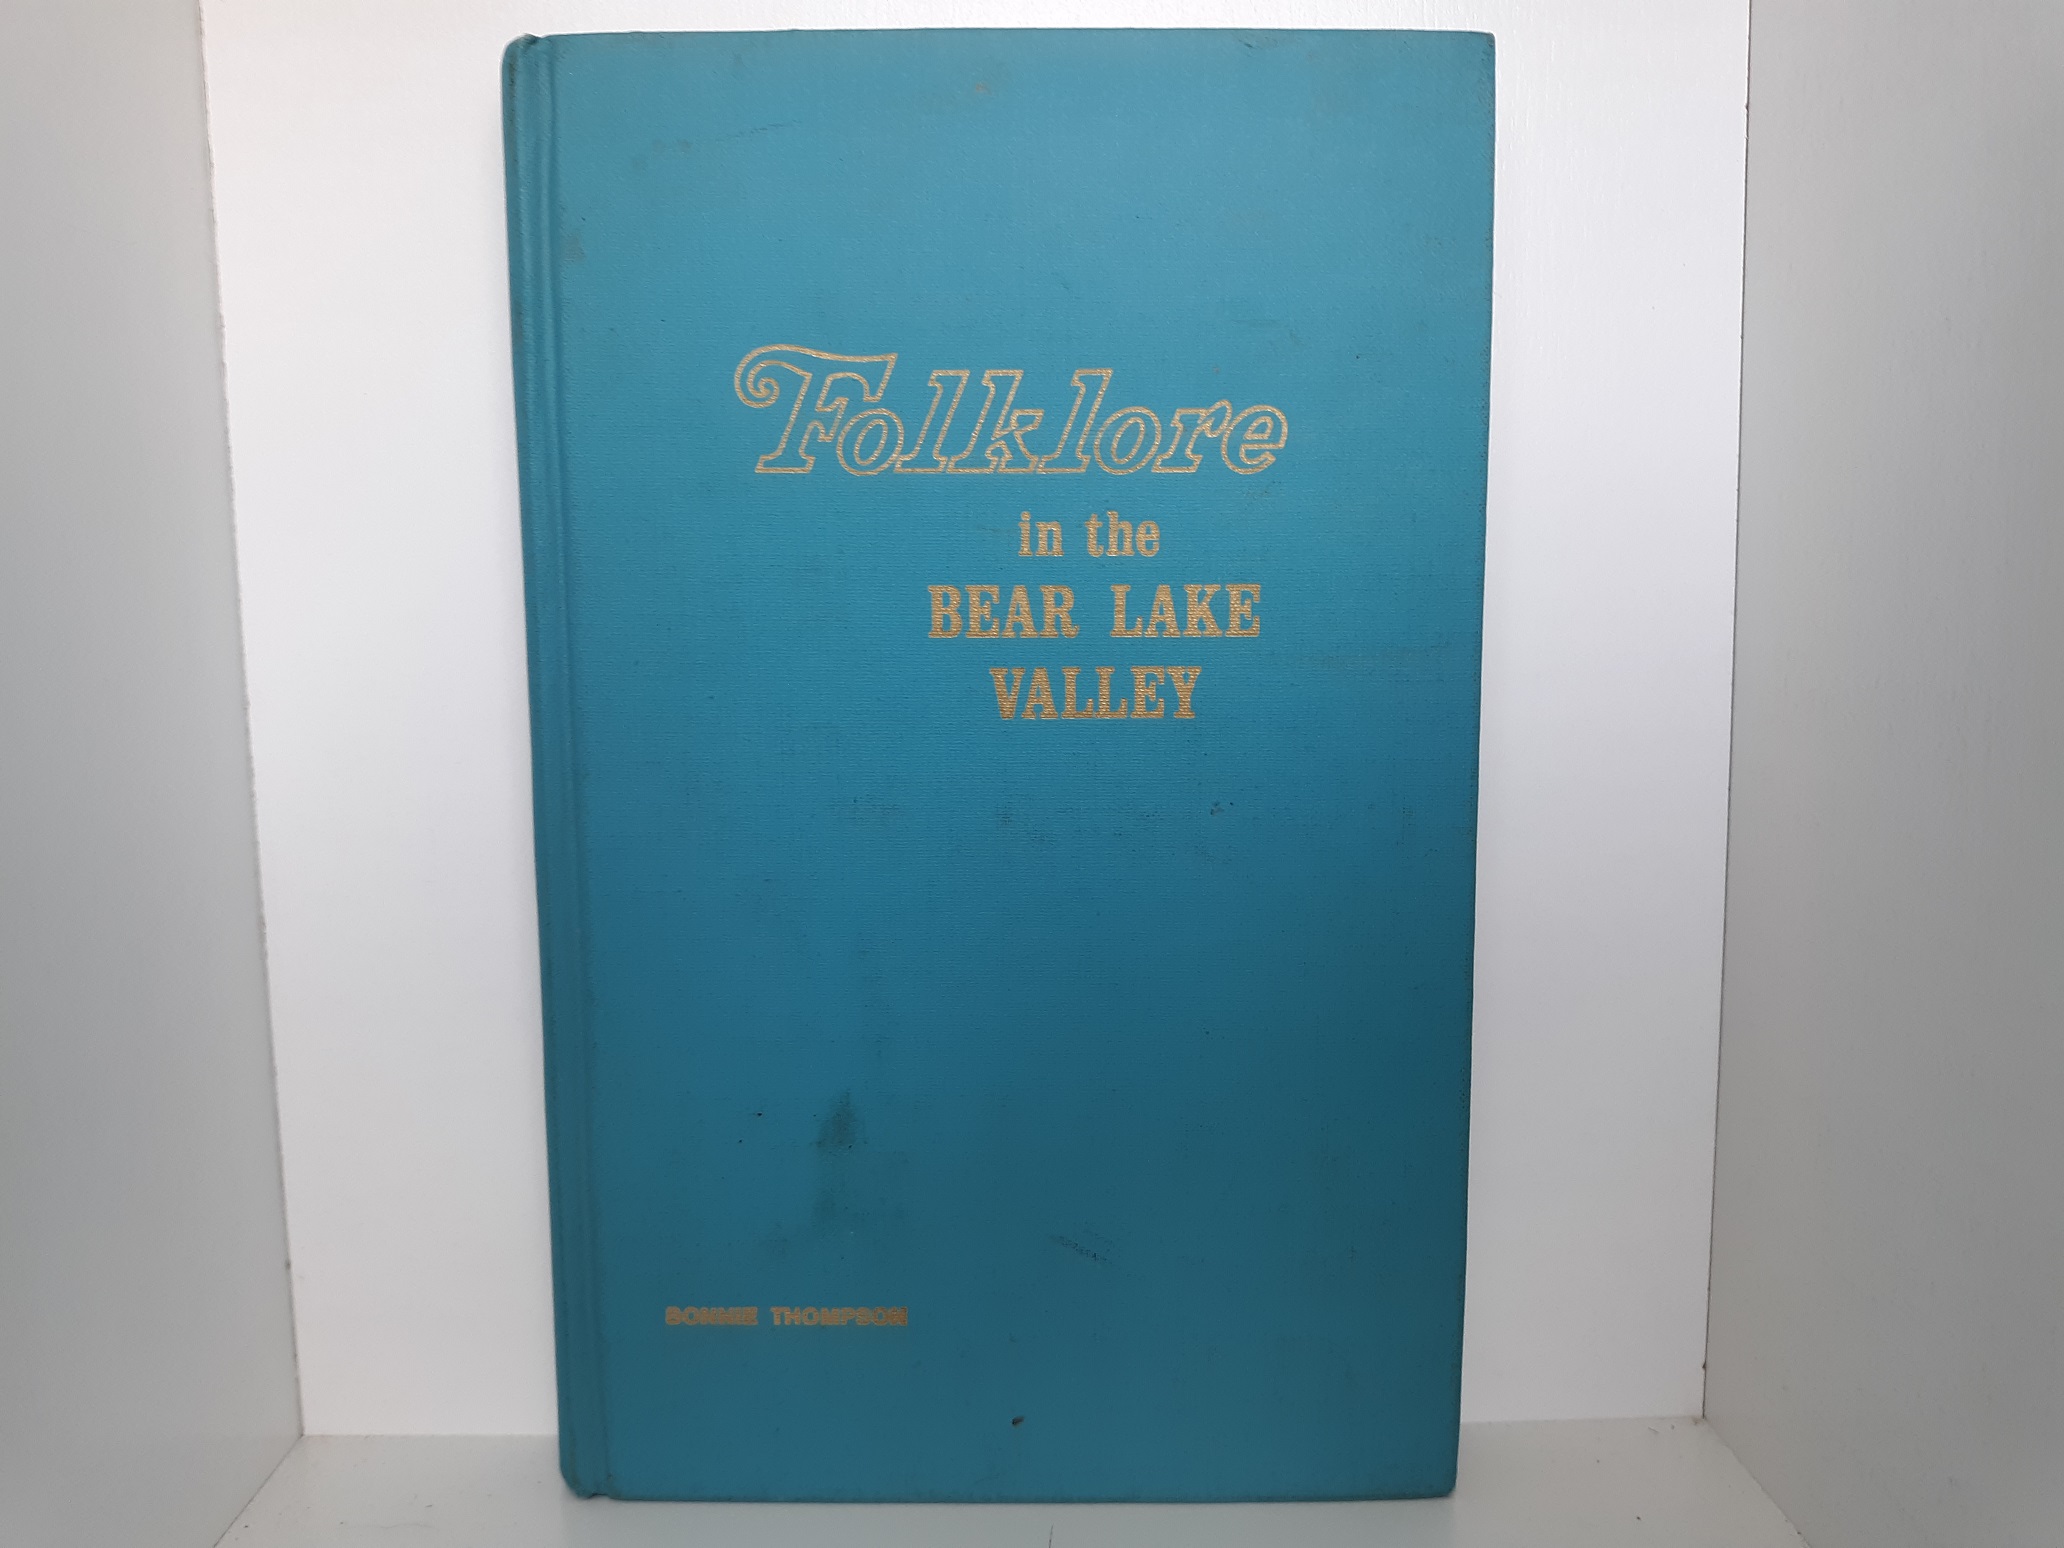 Folklore
in the
BEAR LAKE
VALLEY
BONNIE THOMPSON